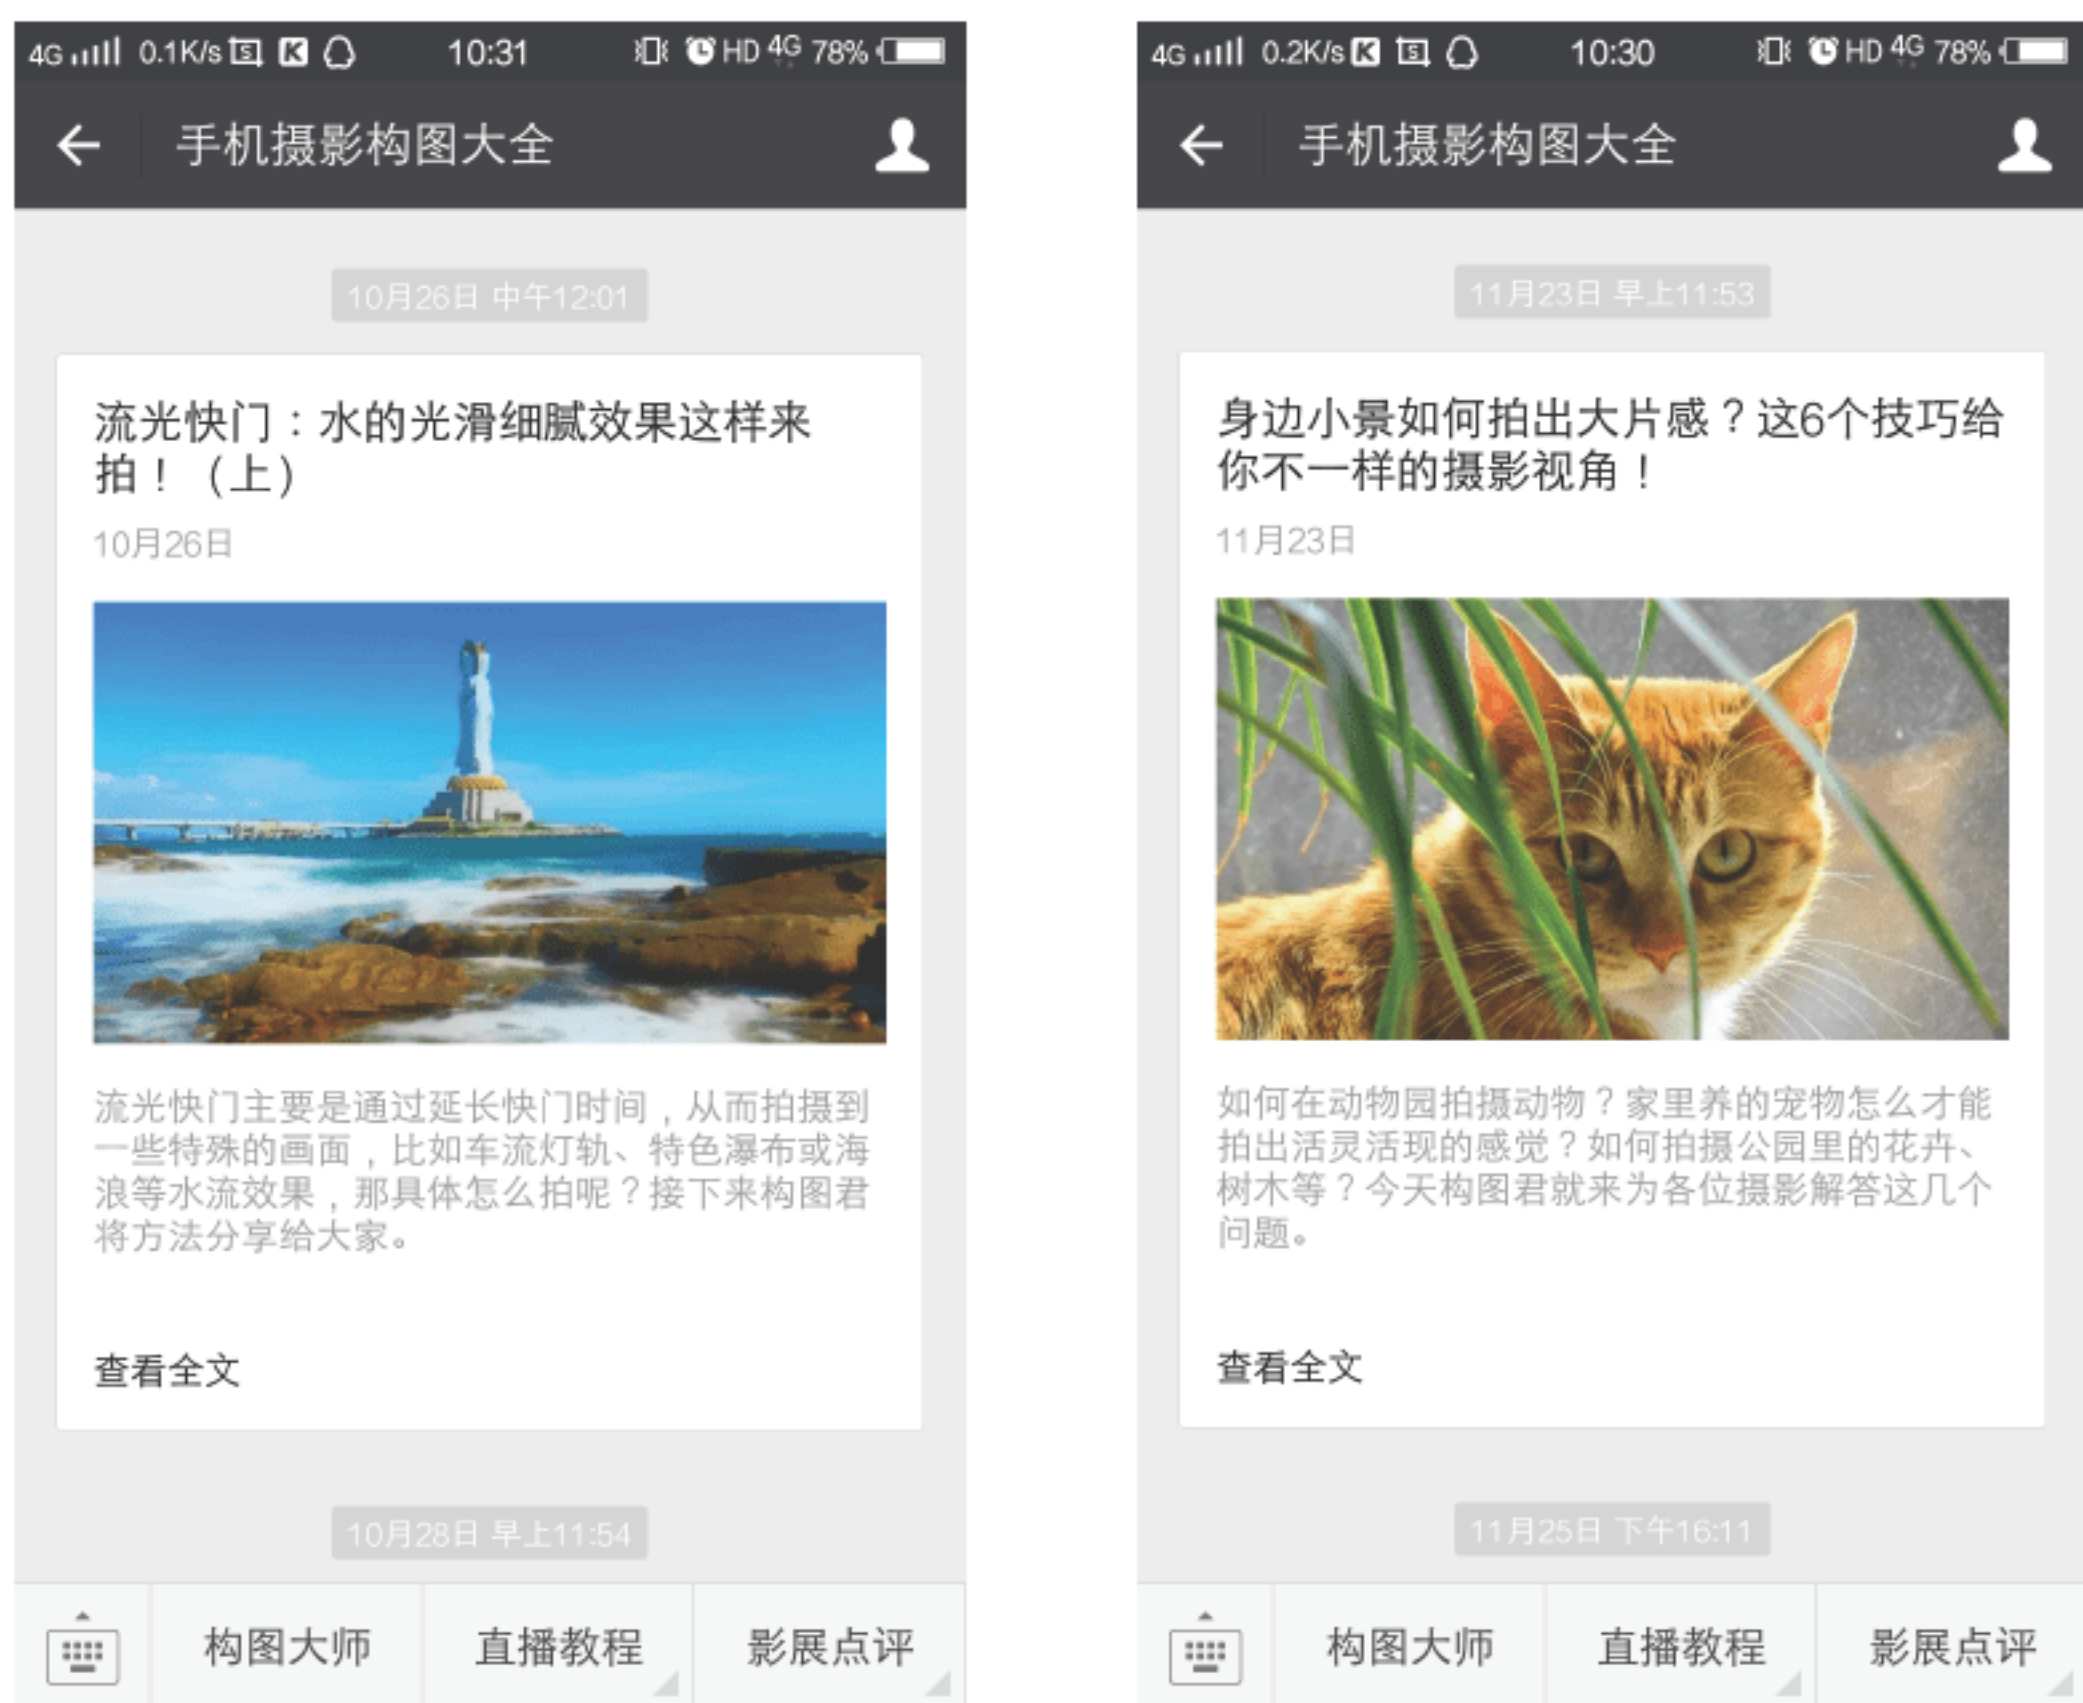 4G 0.1K/s 10:31 HD 4G 78%
手机摄影构图大全
10月26日 中午12:01
流光快门：水的光滑细腻效果这样来
拍！（上）
10月26日
流光快门主要是通过延长快门时间，从而拍摄到
一些特殊的画面，比如车流灯轨、特色瀑布或海
浪等水流效果，那具体怎么拍呢？接下来构图君
将方法分享给大家。
查看全文
10月28日 早上11:54
构图大师 直播教程 影展点评
4G 0.2K/s 10:30 HD 4G 78%
手机摄影构图大全
11月23日 早上11:53
身边小景如何拍出大片感？这6个技巧给
你不一样的摄影视角！
11月23日
如何在动物园拍摄动物？家里养的宠物怎么才能
拍出活灵活现的感觉？如何拍摄公园里的花卉、
树木等？今天构图君就来为各位摄影解答这几个
问题。
查看全文
11月25日 下午16:11
构图大师 直播教程 影展点评